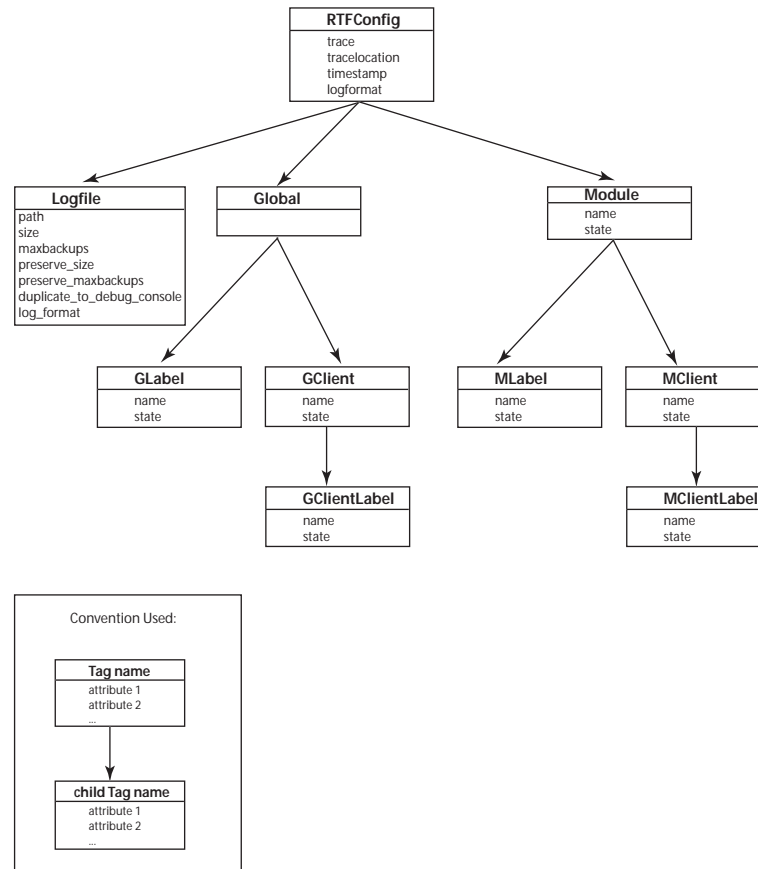 RTFConfig
trace
tracelocation
timestamp
logformat
Logfile
path
size
maxbackups
preserve_size
preserve_maxbackups
duplicate_to_debug_console
log_format
Global
Module
name
state
GLabel
name
state
GClient
name
state
MLabel
name
state
MClient
name
state
GClientLabel
name
state
MClientLabel
name
state
Convention Used:
Tag name
attribute 1
attribute 2
...
child Tag name
attribute 1
attribute 2
...